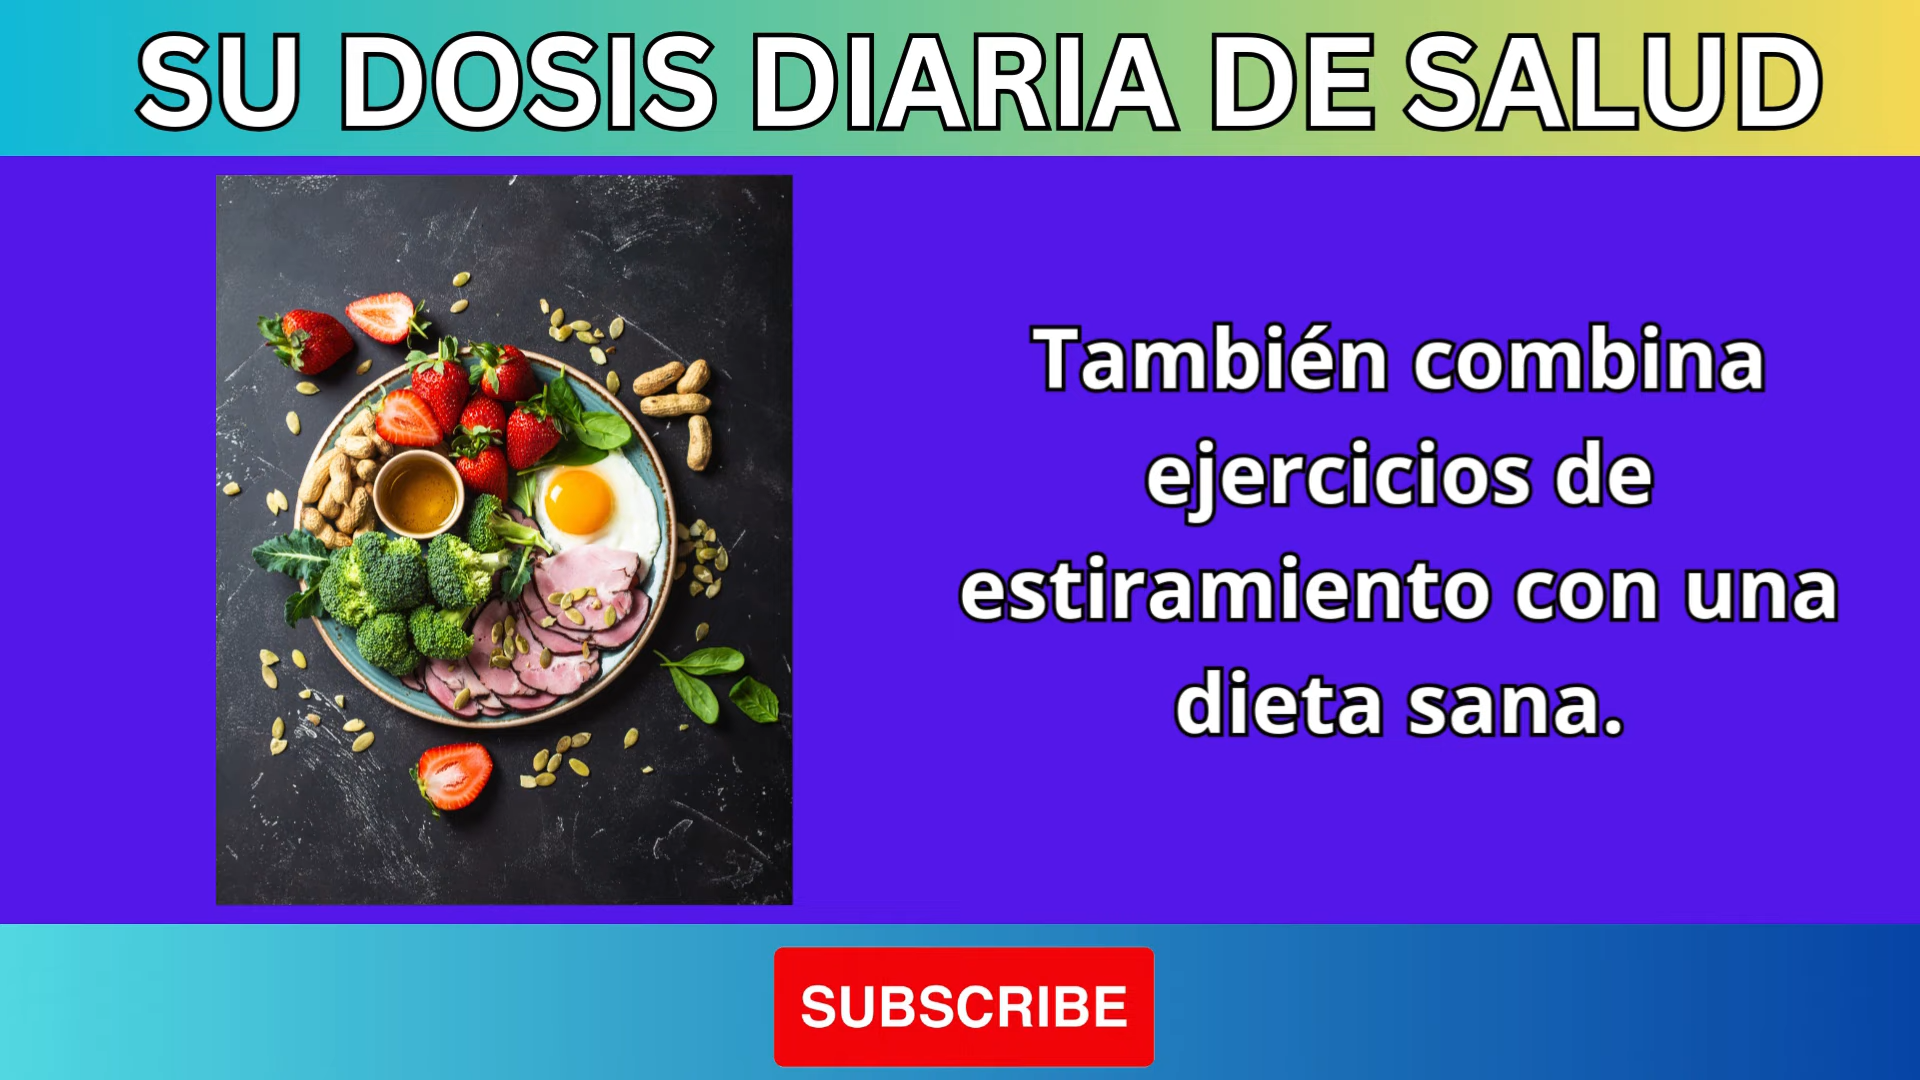 SU DOSIS DIARIA DE SALUD
También combina
ejercicios de
estiramiento con una
dieta sana.
SUBSCRIBE